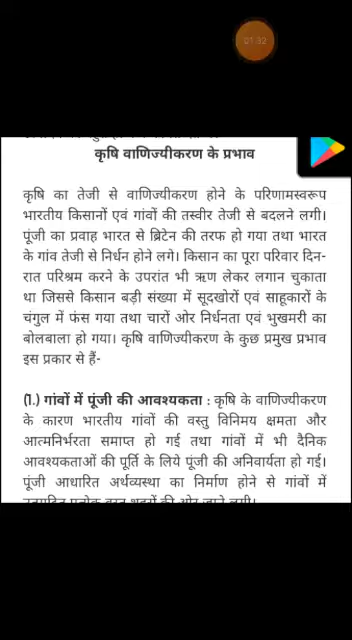 01:32
कृषि वाणिज्यीकरण के प्रभाव
कृषि का तेजी से वाणिज्यीकरण होने के परिणामस्वरूप
भारतीय किसानों एवं गांवों की तस्वीर तेजी से बदलने लगी।
पूंजी का प्रवाह भारत से ब्रिटेन की तरफ हो गया तथा भारत
के गांव तेजी से निर्धन होने लगे। किसान का पूरा परिवार दिन-
रात परिश्रम करने के उपरांत भी ऋण लेकर लगान चुकाता
था जिससे किसान बड़ी संख्या में सूदखोरों एवं साहूकारों के
चंगुल में फंस गया तथा चारों ओर निर्धनता एवं भुखमरी का
बोलबाला हो गया। कृषि वाणिज्यीकरण के कुछ प्रमुख प्रभाव
इस प्रकार से हैं-
(1.) गांवों में पूंजी की आवश्यकता : कृषि के वाणिज्यीकरण
के कारण भारतीय गांवों की वस्तु विनिमय क्षमता और
आत्मनिर्भरता समाप्त हो गई तथा गांवों में भी दैनिक
आवश्यकताओं की पूर्ति के लिये पूंजी की अनिवार्यता हो गई।
पूंजी आधारित अर्थव्यस्था का निर्माण होने से गांवों में